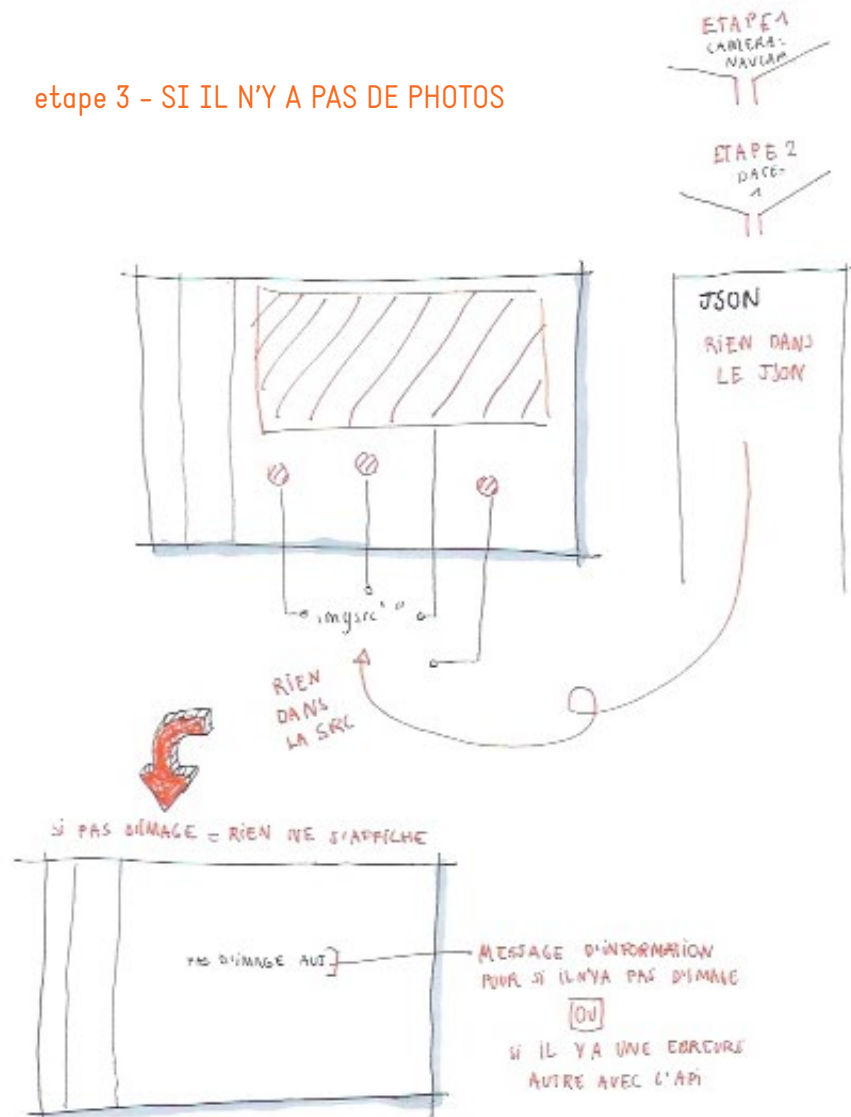 ETAPE 1
CAMERA:
NAVCAM
etape 3 - SI IL N'Y A PAS DE PHOTOS
ETAPE 2
DATE-
1
JSON
RIEN DANS
LE JSON
imgsrc" "
RIEN
DANS
LA SRC
Si PAS D'IMAGE = RIEN NE S'AFFICHE
PAS D'IMAGE AUJ
MESSAGE D'INFORMATION
POUR SI IL N'YA PAS D'IMAGE
OU
SI IL YA UNE ERREURE
AUTRE AVEC L'API